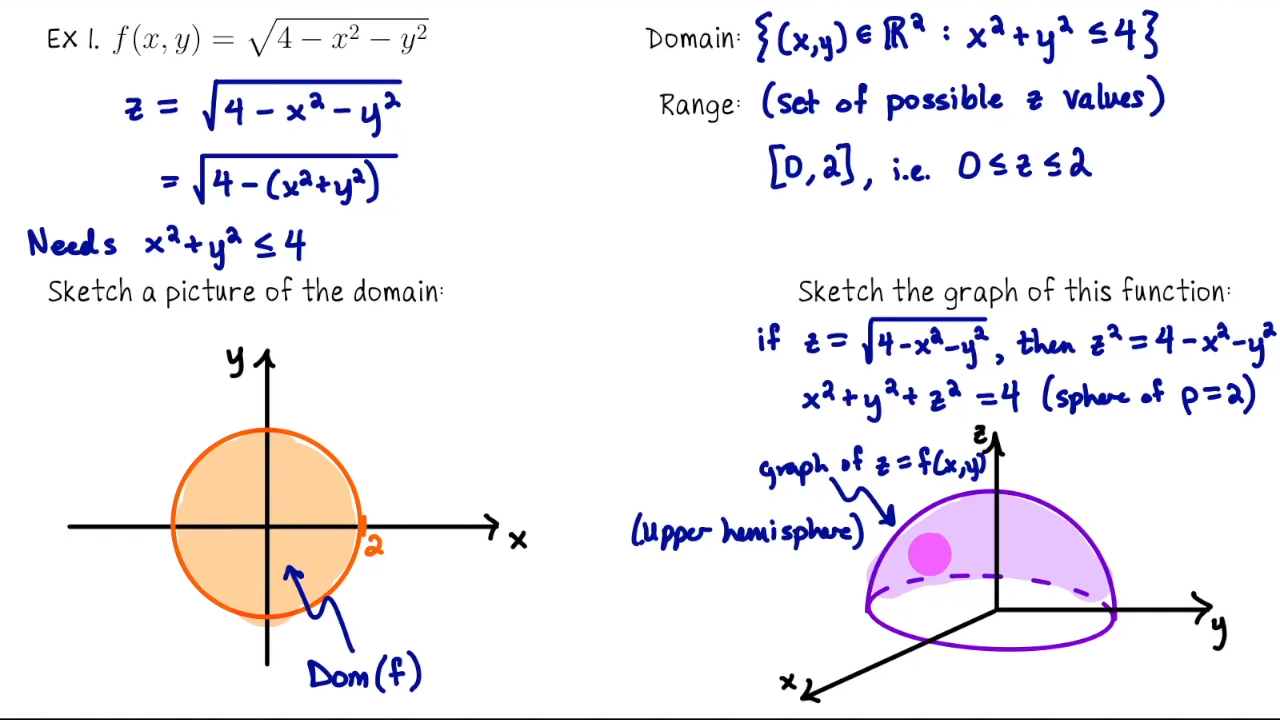 EX 1. f(x, y) = √(4 − x² − y²)
z = √(4 − x² − y²)
= √(4 − (x²+y²))
Needs x²+y² ≤ 4
Domain: {(x,y) ∈ ℝ² : x²+y² ≤ 4}
Range: (set of possible z values)
[0,2], i.e. 0 ≤ z ≤ 2
Sketch a picture of the domain:
y
x
2
Dom(f)
Sketch the graph of this function:
if z = √(4−x²−y²), then z² = 4−x²−y²
x²+y²+z² = 4 (sphere of ρ=2)
z
graph of z=f(x,y)
(upper hemisphere)
y
x